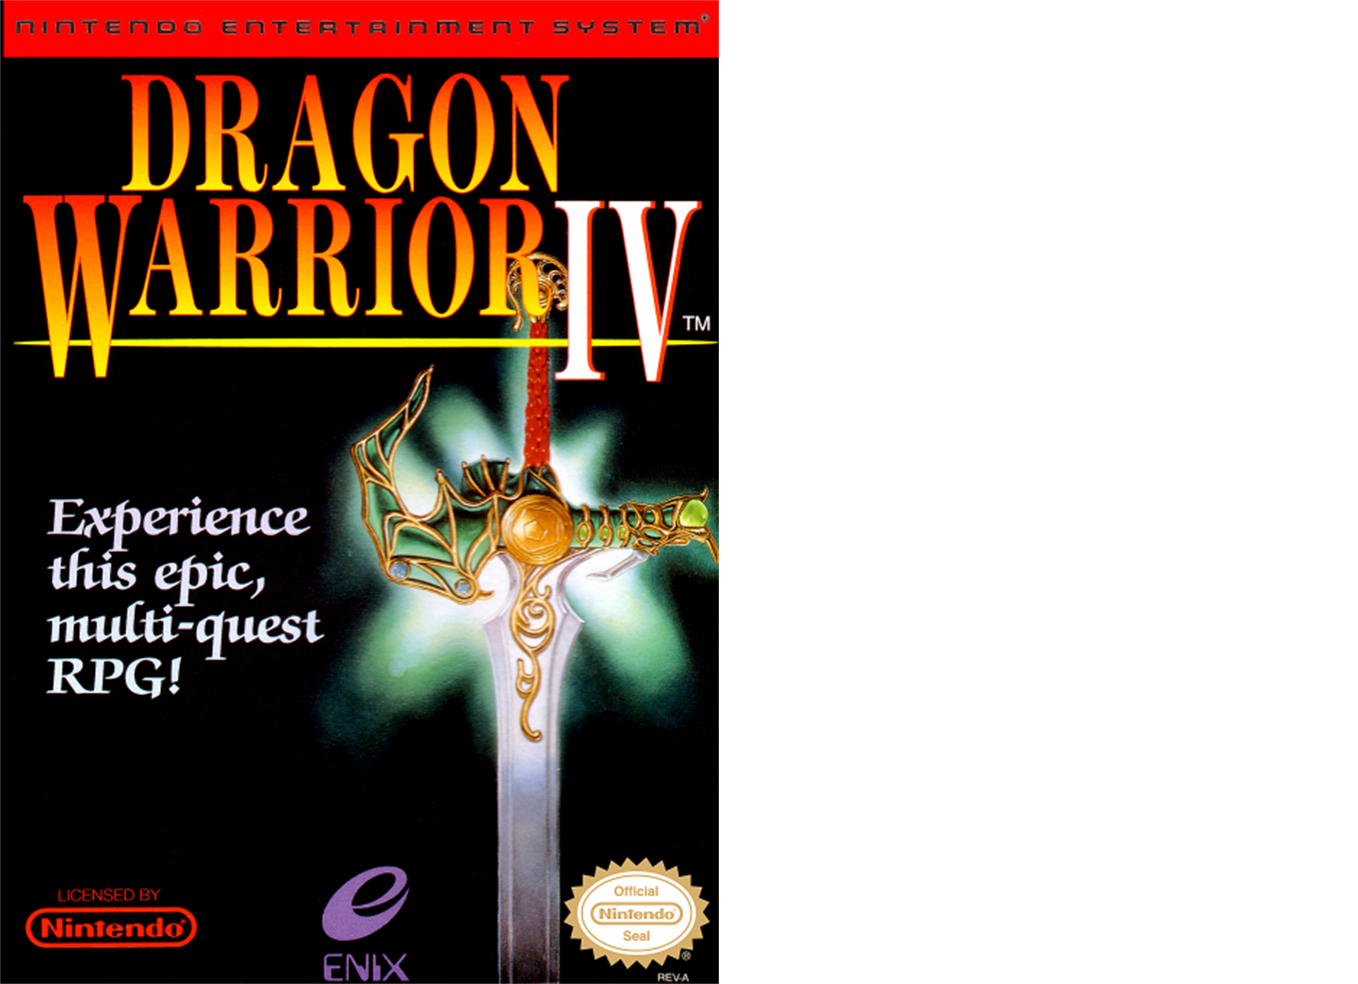 NINTENDO ENTERTAINMENT SYSTEM®
DRAGON
WARRIOR IV
TM
Experience
this epic,
multi-quest
RPG!
LICENSED BY
Nintendo®
ENIX
Official
Nintendo®
Seal
®
REV-A